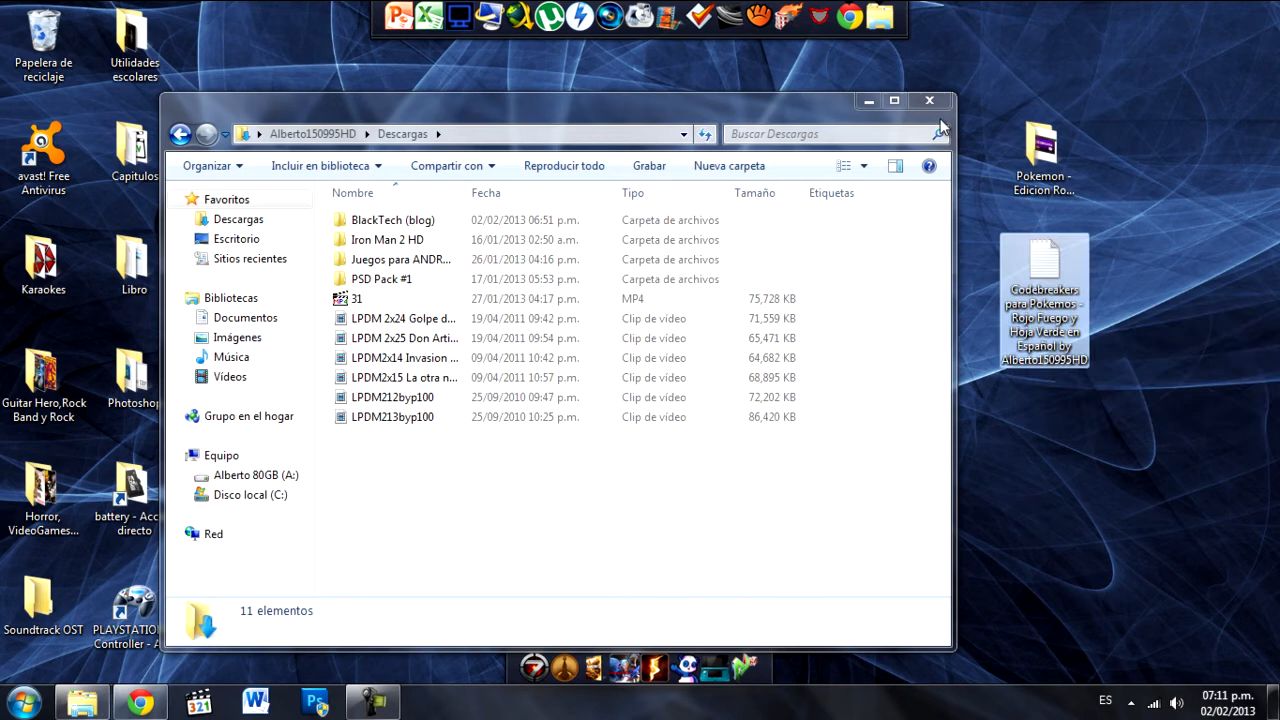 Papelera de
reciclaje
Utilidades
escolares
avast! Free
Antivirus
Capitulos
Karaokes
Libro
Guitar Hero,Rock
Band y Rock
Photoshop
Horror,
VideoGames...
battery - Acc
directo
Soundtrack OST
PLAYSTATIO
Controller - A
Alberto150995HD
Descargas
Buscar Descargas
Organizar
Incluir en biblioteca
Compartir con
Reproducir todo
Grabar
Nueva carpeta
Nombre Fecha Tipo Tamaño Etiquetas
Favoritos
Descargas
Escritorio
Sitios recientes
Bibliotecas
Documentos
Imágenes
Música
Vídeos
Grupo en el hogar
Equipo
Alberto 80GB (A:)
Disco local (C:)
Red
BlackTech (blog) 02/02/2013 06:51 p.m. Carpeta de archivos
Iron Man 2 HD 16/01/2013 02:50 a.m. Carpeta de archivos
Juegos para ANDR... 26/01/2013 04:16 p.m. Carpeta de archivos
PSD Pack #1 17/01/2013 05:53 p.m. Carpeta de archivos
31 27/01/2013 04:17 p.m. MP4 75,728 KB
LPDM 2x24 Golpe d... 19/04/2011 09:42 p.m. Clip de vídeo 71,559 KB
LPDM 2x25 Don Arti... 19/04/2011 09:54 p.m. Clip de vídeo 65,471 KB
LPDM2x14 Invasion ... 09/04/2011 10:42 p.m. Clip de vídeo 64,682 KB
LPDM2x15 La otra n... 09/04/2011 10:57 p.m. Clip de vídeo 68,895 KB
LPDM212byp100 25/09/2010 09:47 p.m. Clip de vídeo 72,202 KB
LPDM213byp100 25/09/2010 10:25 p.m. Clip de vídeo 86,420 KB
11 elementos
Pokemon -
Edicion Ro...
Codebreakers
para Pokemos -
Rojo Fuego y
Hoja Verde en
Español by
Alberto150995HD
321
W
Ps
ES
07:11 p.m.
02/02/2013